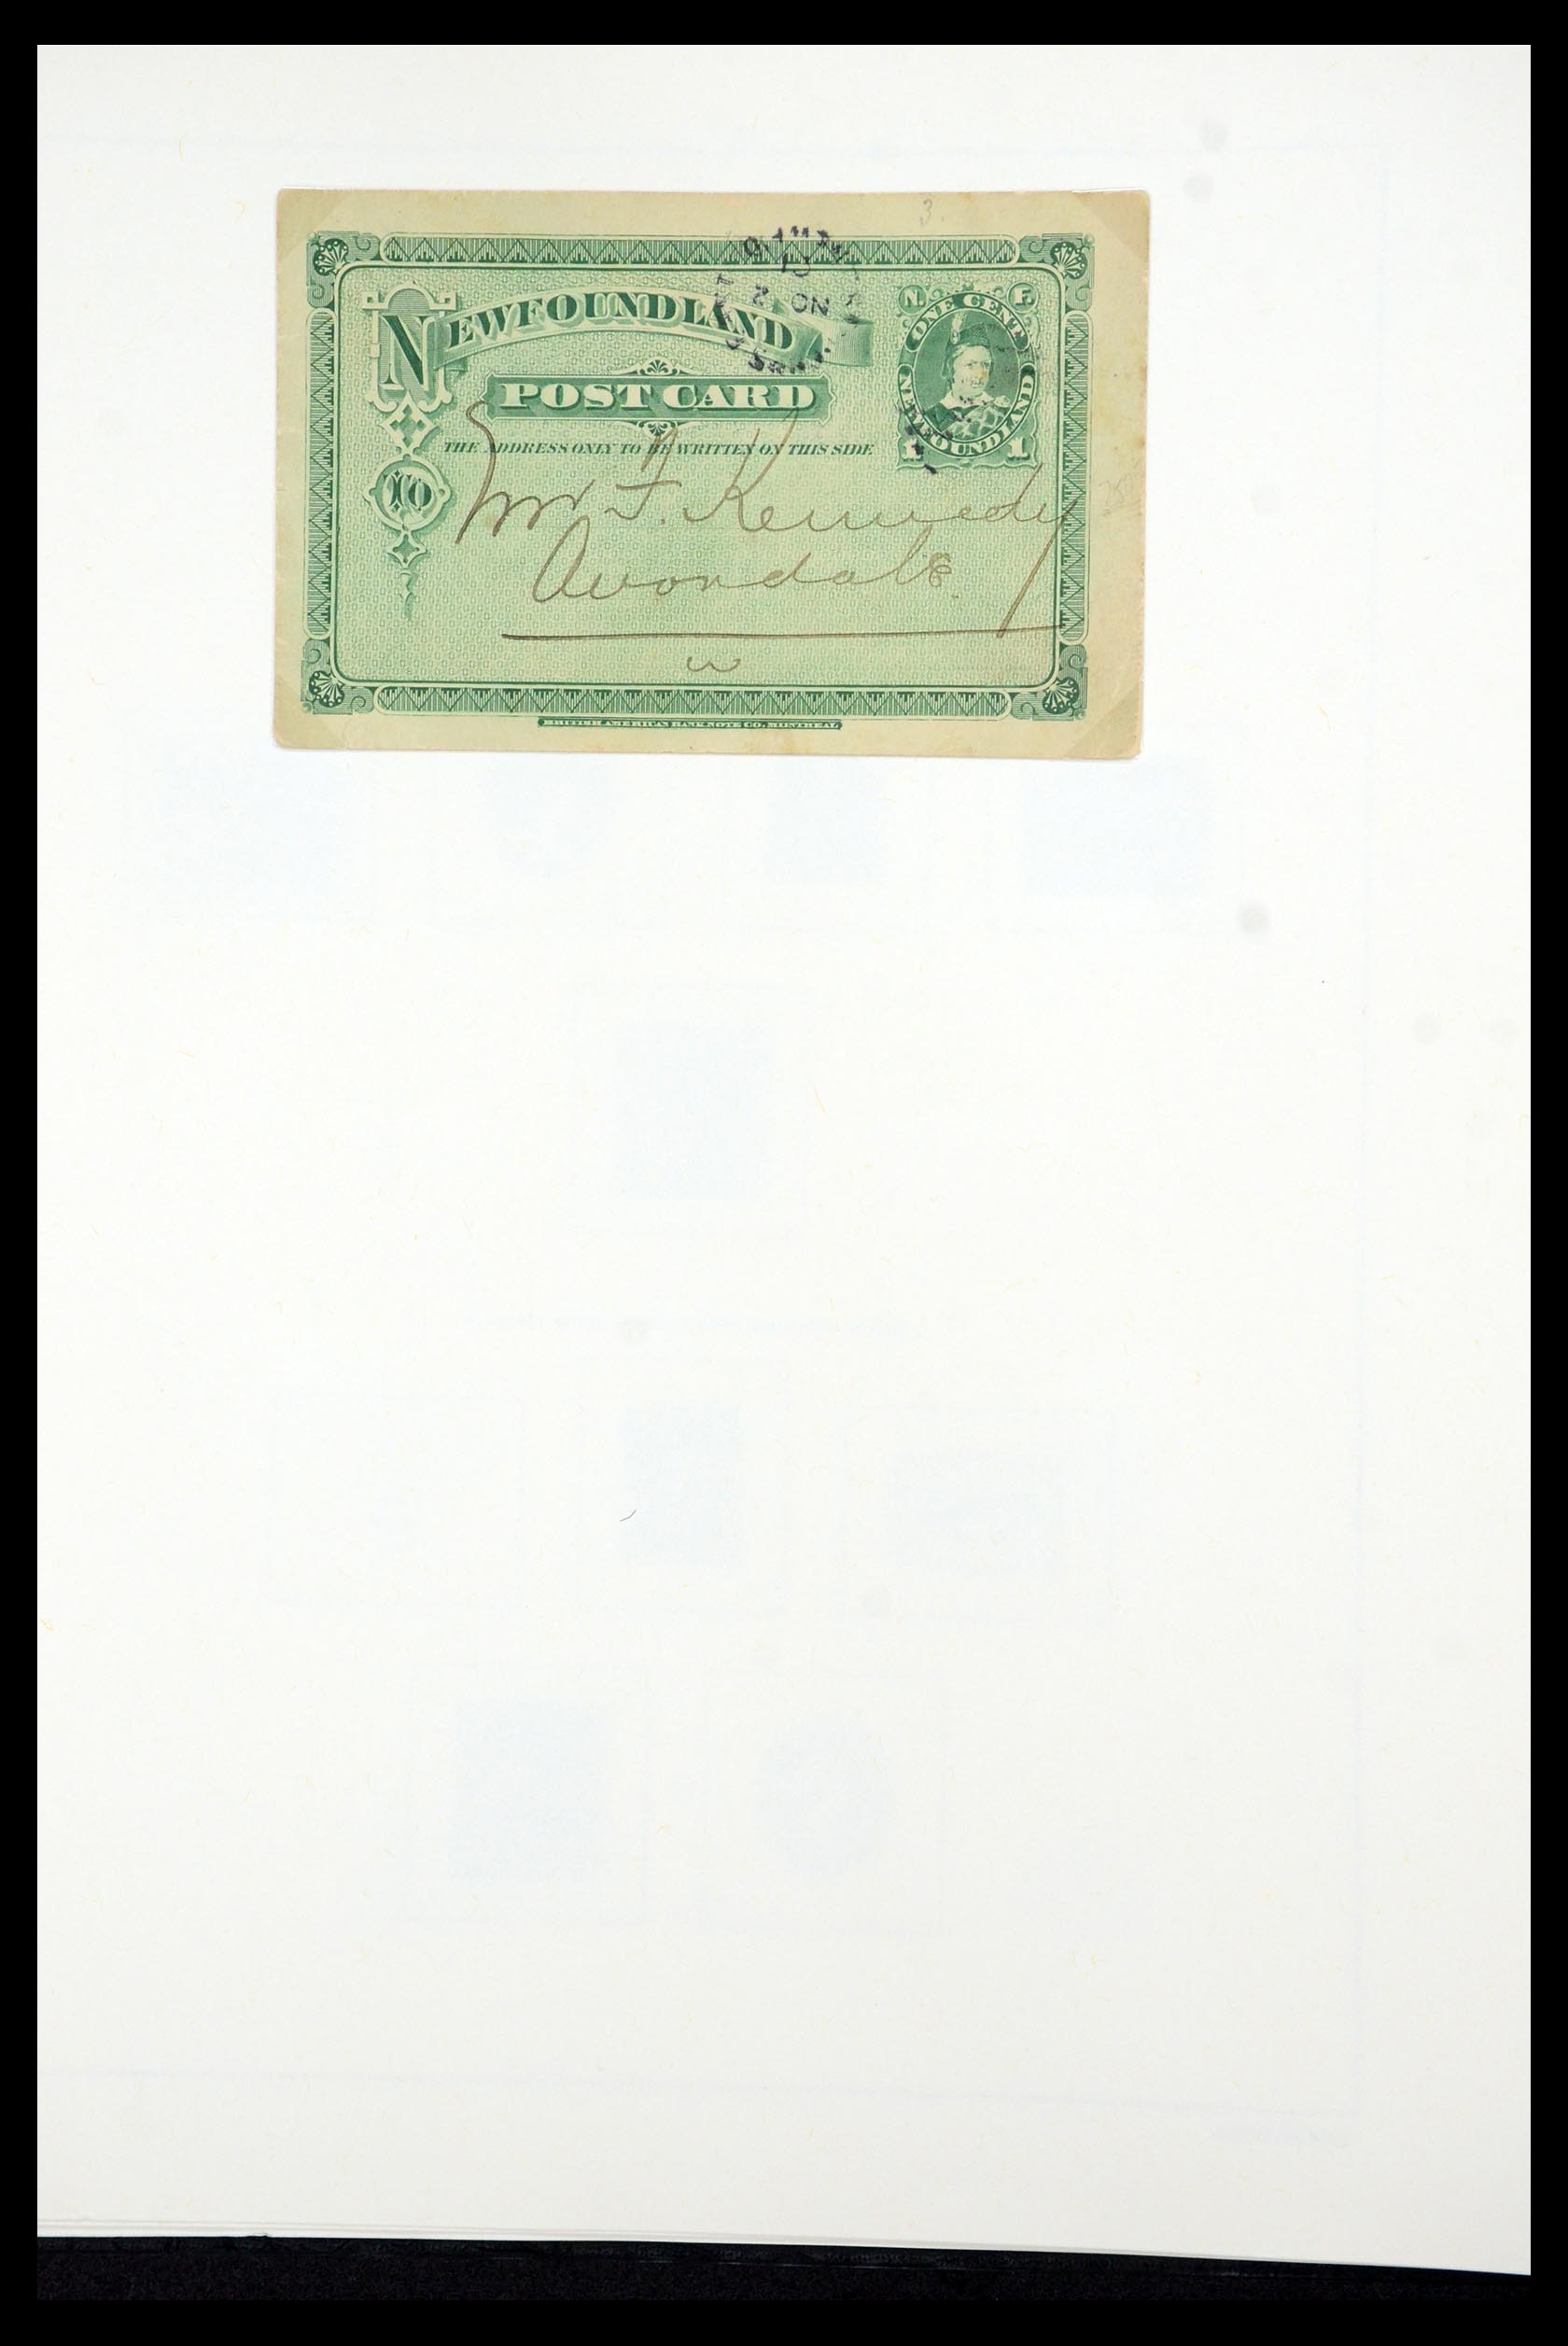 3.
NEWFOUNDLAND
POST CARD
THE ADDRESS ONLY TO BE WRITTEN ON THIS SIDE
N. F.
ONE CENT
NEWFOUNDLAND
1 1
TO
Mr F. Kennedy
Avondale
BRITISH AMERICAN BANK NOTE CO. MONTREAL